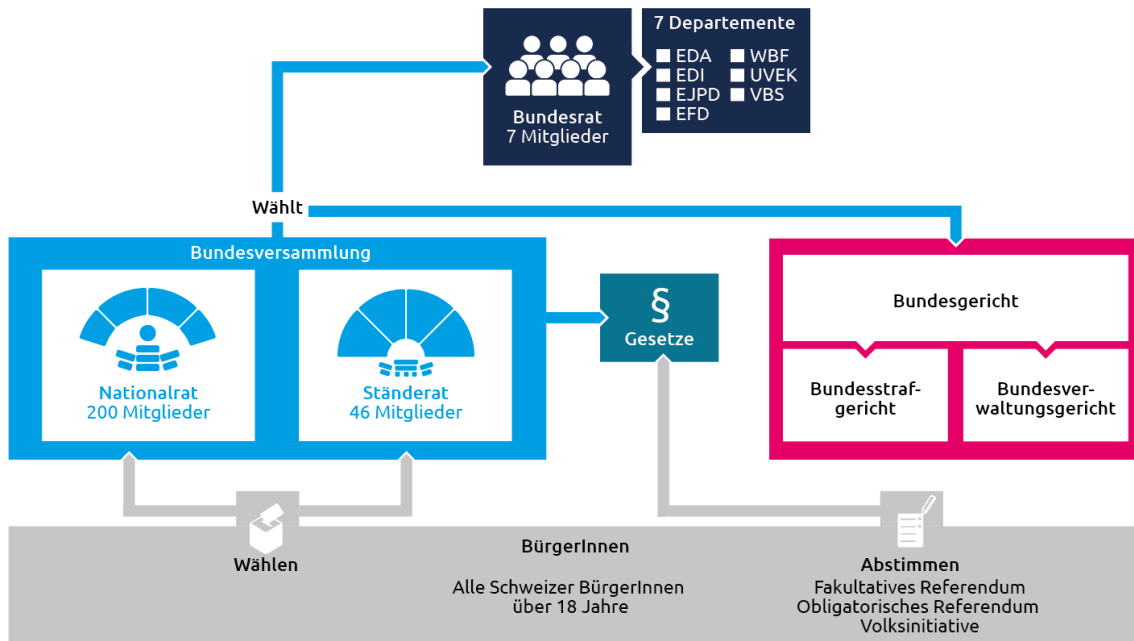 7 Departemente
EDA
WBF
EDI
UVEK
EJPD
VBS
EFD
Bundesrat
7 Mitglieder
Wählt
Bundesversammlung
Nationalrat
200 Mitglieder
Ständerat
46 Mitglieder
§
Gesetze
Bundesgericht
Bundesstraf-
gericht
Bundesver-
waltungsgericht
Wählen
BürgerInnen
Alle Schweizer BürgerInnen
über 18 Jahre
Abstimmen
Fakultatives Referendum
Obligatorisches Referendum
Volksinitiative